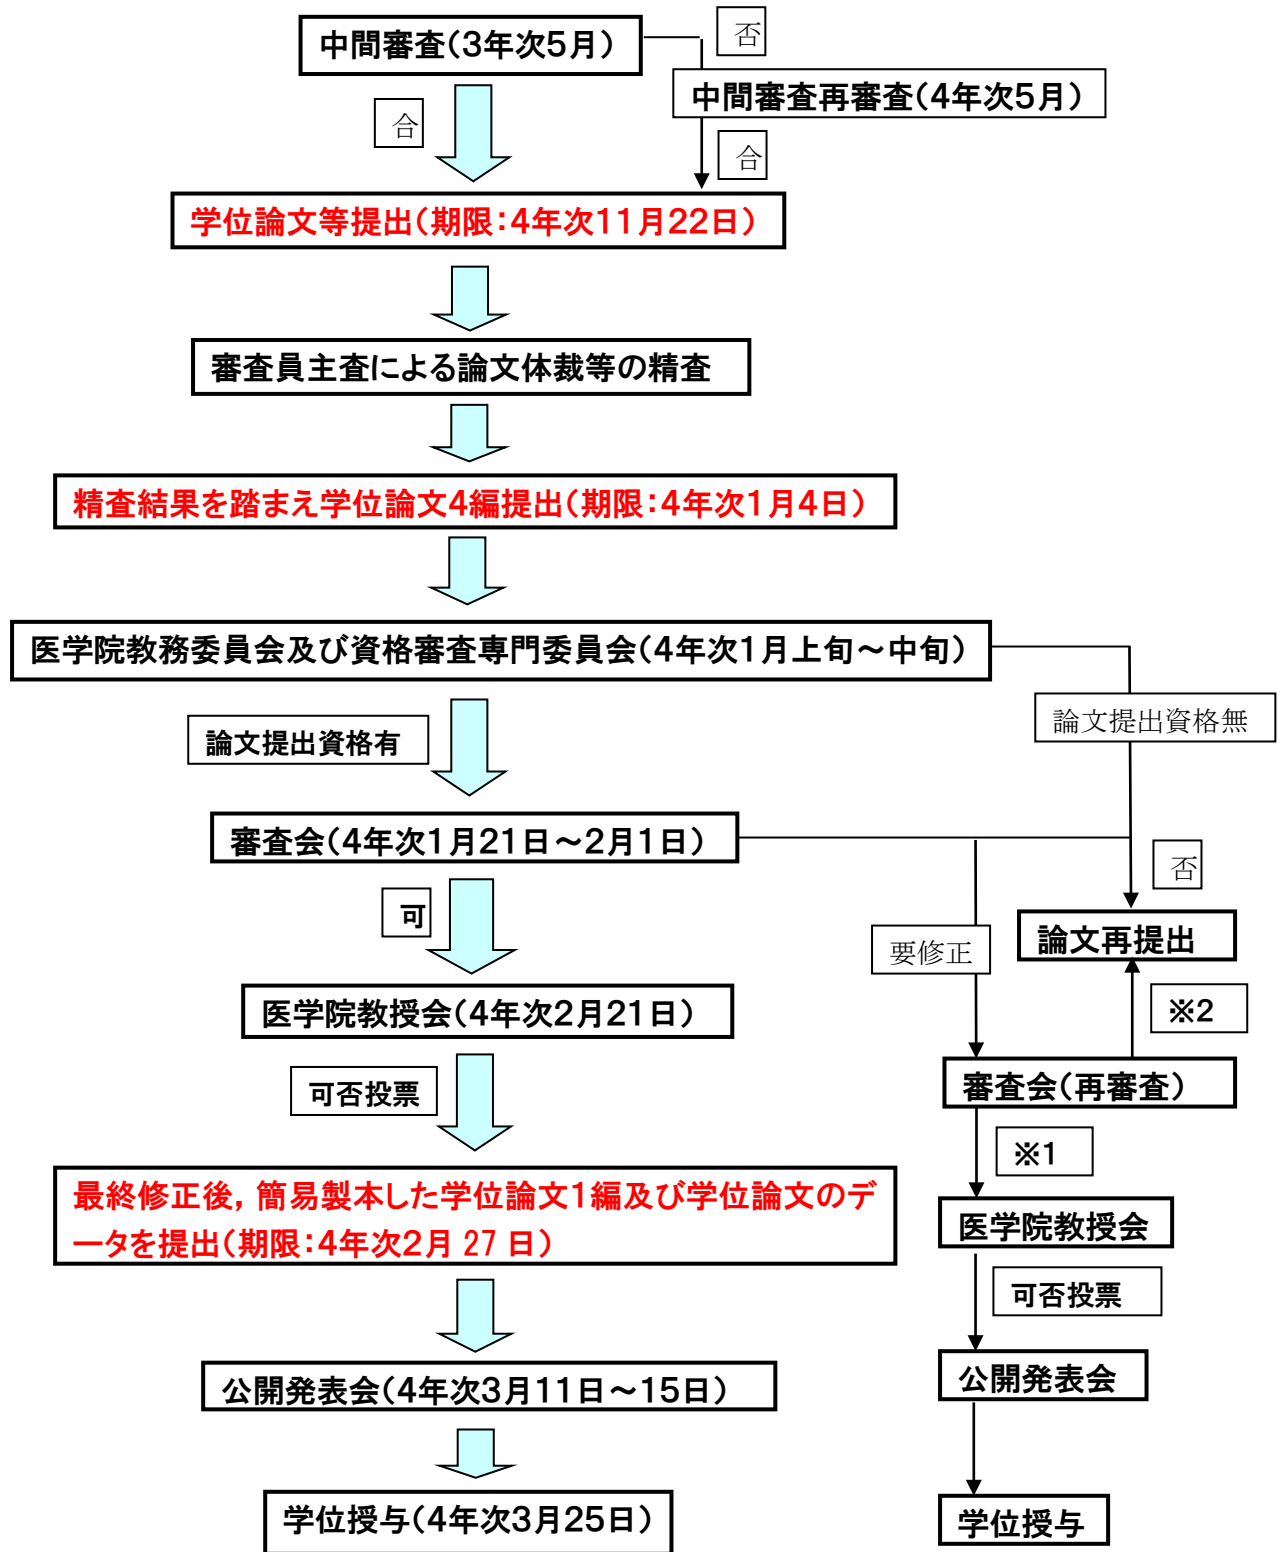 中間審査(3年次5月)
否
中間審査再審査(4年次5月)
合
合
学位論文等提出(期限:4年次11月22日)
審査員主査による論文体裁等の精査
精査結果を踏まえ学位論文4編提出(期限:4年次1月4日)
医学院教務委員会及び資格審査専門委員会(4年次1月上旬～中旬)
論文提出資格無
論文提出資格有
審査会(4年次1月21日～2月1日)
否
可
論文再提出
要修正
医学院教授会(4年次2月21日)
※2
審査会(再審査)
可否投票
※1
最終修正後，簡易製本した学位論文1編及び学位論文のデ
ータを提出(期限:4年次2月 27 日)
医学院教授会
可否投票
公開発表会(4年次3月11日～15日)
公開発表会
学位授与(4年次3月25日)
学位授与